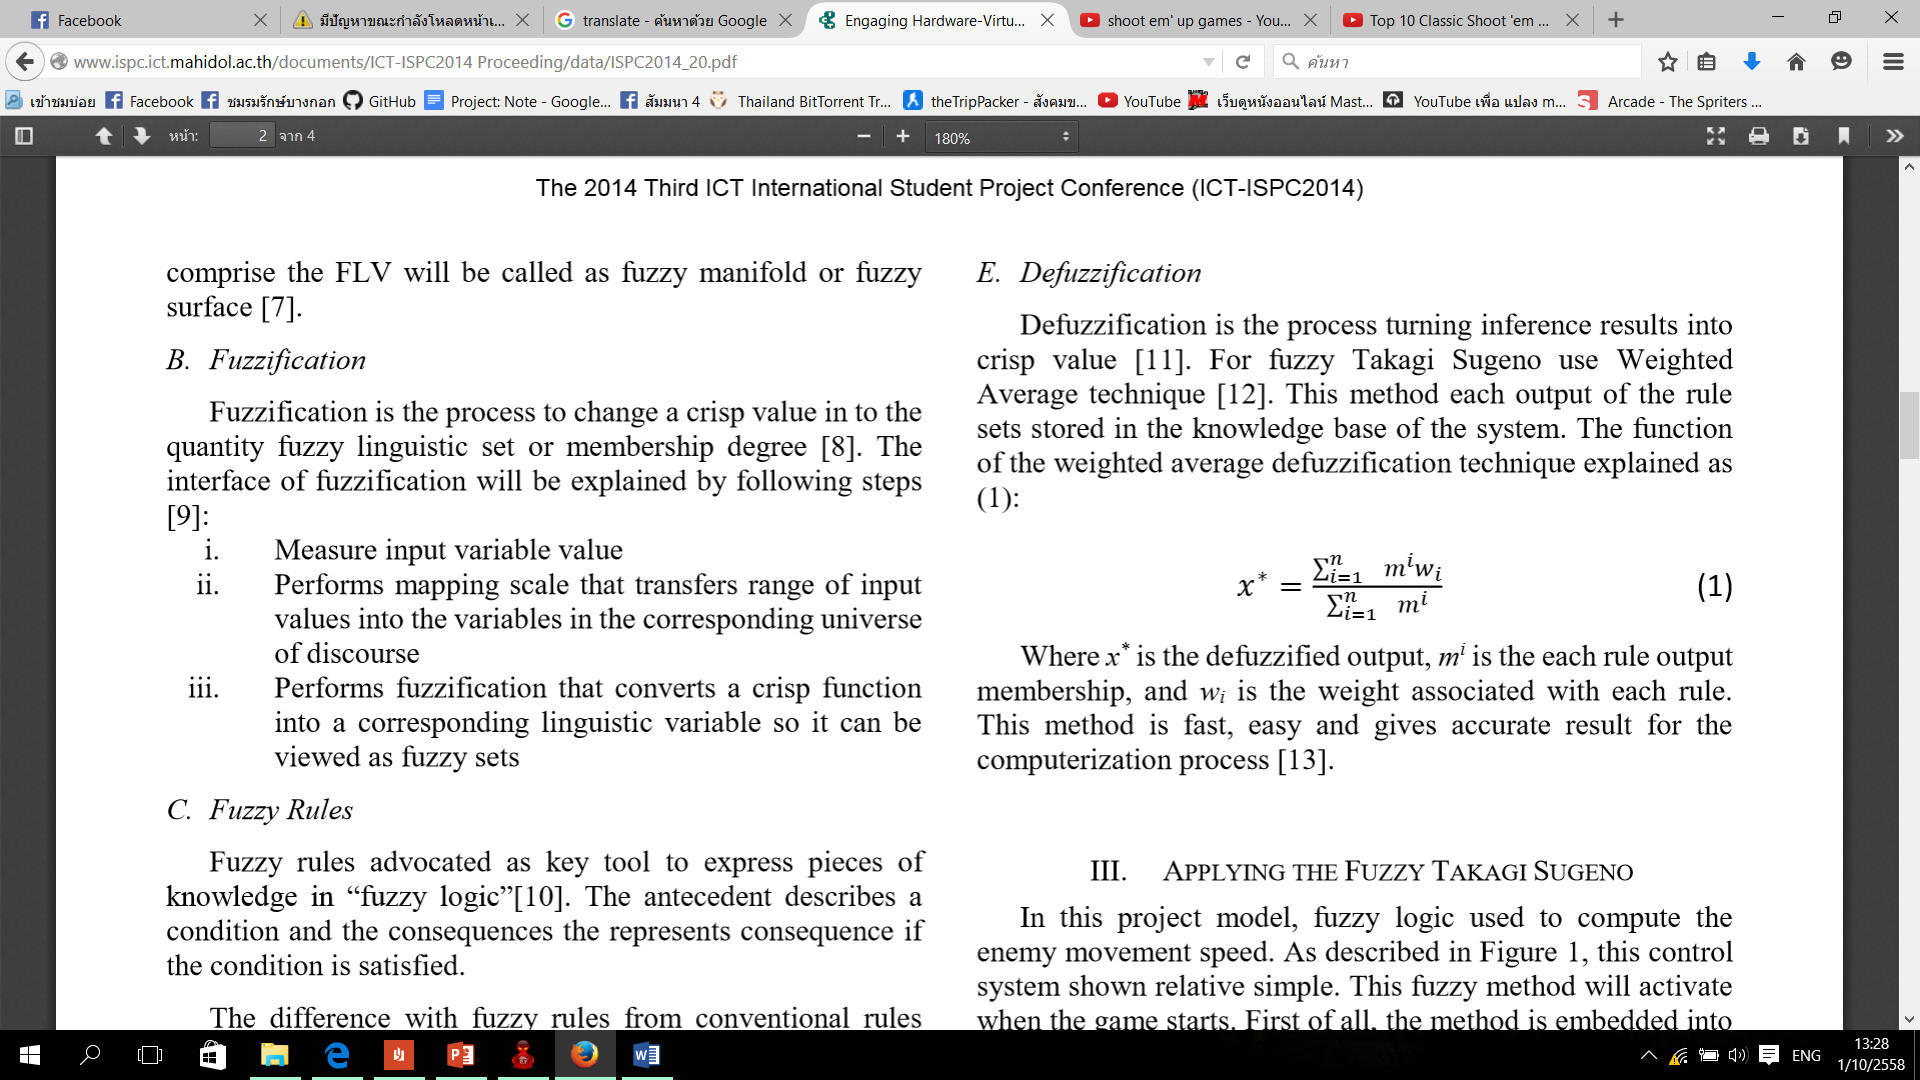 Facebook
มีปัญหาขณะกำลังโหลดหน้าเ...
translate - ค้นหาด้วย Google
Engaging Hardware-Virtu...
shoot em' up games - You...
Top 10 Classic Shoot 'em ...
www.ispc.ict.mahidol.ac.th/documents/ICT-ISPC2014 Proceeding/data/ISPC2014_20.pdf
ค้นหา
เข้าชมบ่อย
Facebook
ชมรมรักษ์บางกอก
GitHub
Project: Note - Google...
สัมมนา 4
Thailand BitTorrent Tr...
theTripPacker - สังคมข...
YouTube
เว็บดูหนังออนไลน์ Mast...
YouTube เพื่อ แปลง m...
Arcade - The Spriters ...
หน้า: 2 จาก 4
180%
The 2014 Third ICT International Student Project Conference (ICT-ISPC2014)
comprise the FLV will be called as fuzzy manifold or fuzzy
surface [7].
B. Fuzzification
Fuzzification is the process to change a crisp value in to the
quantity fuzzy linguistic set or membership degree [8]. The
interface of fuzzification will be explained by following steps
[9]:
i. Measure input variable value
ii. Performs mapping scale that transfers range of input
values into the variables in the corresponding universe
of discourse
iii. Performs fuzzification that converts a crisp function
into a corresponding linguistic variable so it can be
viewed as fuzzy sets
C. Fuzzy Rules
Fuzzy rules advocated as key tool to express pieces of
knowledge in “fuzzy logic”[10]. The antecedent describes a
condition and the consequences the represents consequence if
the condition is satisfied.
The difference with fuzzy rules from conventional rules
E. Defuzzification
Defuzzification is the process turning inference results into
crisp value [11]. For fuzzy Takagi Sugeno use Weighted
Average technique [12]. This method each output of the rule
sets stored in the knowledge base of the system. The function
of the weighted average defuzzification technique explained as
(1):
x* = ∑ⁿᵢ₌₁ mⁱwᵢ / ∑ⁿᵢ₌₁ mⁱ (1)
Where x* is the defuzzified output, mⁱ is the each rule output
membership, and wᵢ is the weight associated with each rule.
This method is fast, easy and gives accurate result for the
computerization process [13].
III. APPLYING THE FUZZY TAKAGI SUGENO
In this project model, fuzzy logic used to compute the
enemy movement speed. As described in Figure 1, this control
system shown relative simple. This fuzzy method will activate
when the game starts. First of all, the method is embedded into
ENG
13:28
1/10/2558